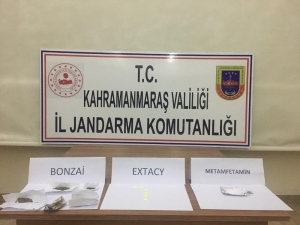 T.C.
KAHRAMANMARAŞ VALİLİĞİ
İL JANDARMA KOMUTANLIĞI
BONZAİ
EXTACY
METAMFETAMİN